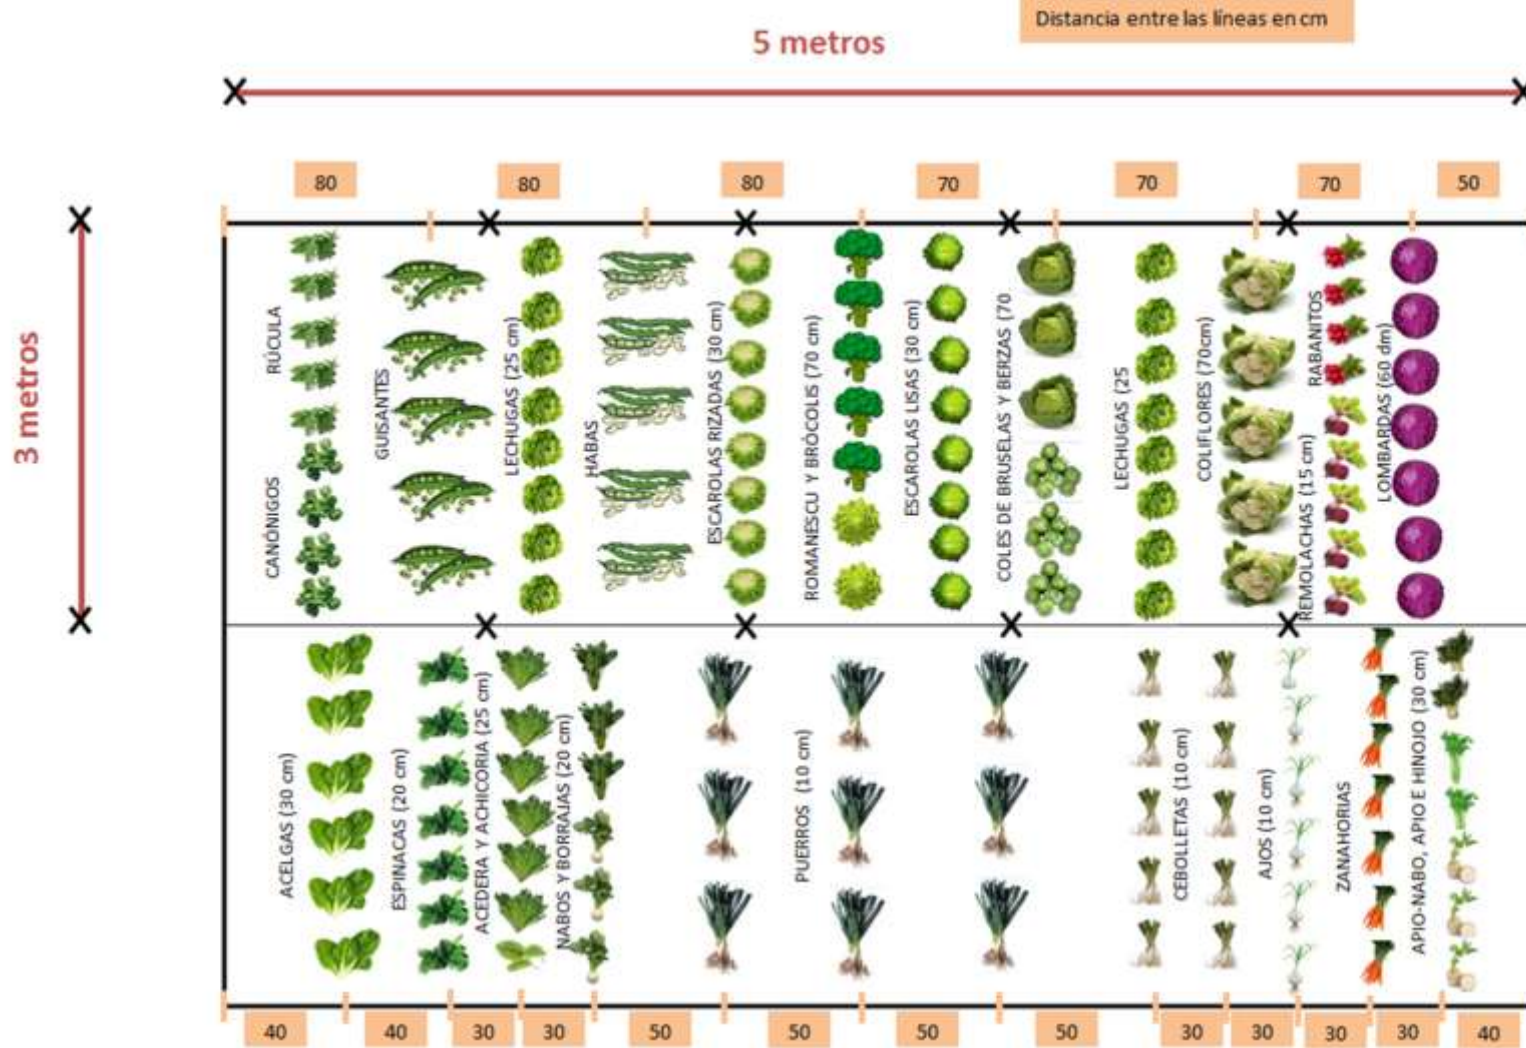 Distancia entre las líneas en cm
5 metros
3 metros
80
80
80
70
70
70
50
RÚCULA
CANÓNIGOS
GUISANTES
LECHUGAS (25 cm)
HABAS
ESCAROLAS RIZADAS (30 cm)
ROMANESCU Y BRÓCOLIS (70 cm)
ESCAROLAS LISAS (30 cm)
COLES DE BRUSELAS Y BERZAS (70
LECHUGAS (25
COLIFLORES (70cm)
RABANITOS
REMOLACHAS (15 cm)
LOMBARDAS (60 dm)
ACELGAS (30 cm)
ESPINACAS (20 cm)
ACEDERA Y ACHICORIA (25 cm)
NABOS Y BORRAJAS (20 cm)
PUERROS (10 cm)
CEBOLLETAS (10 cm)
AJOS (10 cm)
ZANAHORIAS
APIO-NABO, APIO E HINOJO (30 cm)
40
40
30
30
50
50
50
50
30
30
30
30
40